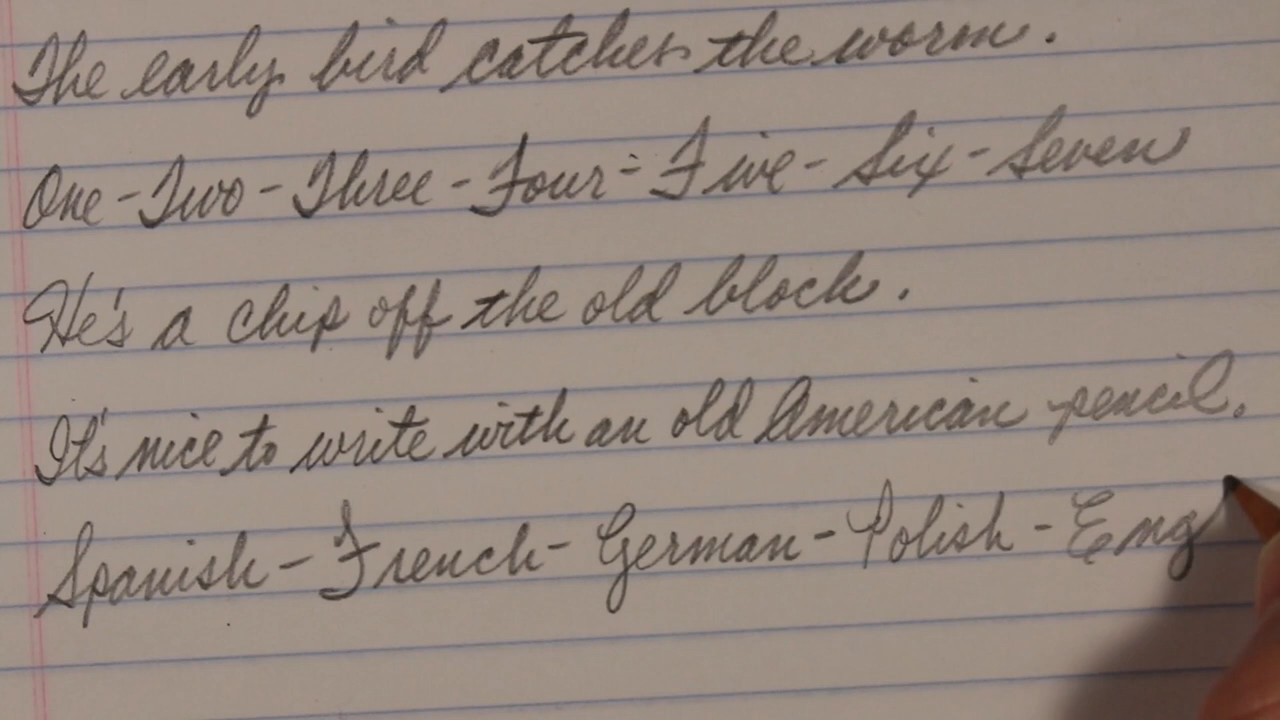 The early bird catches the worm.
One-Two-Three-Four-Five-Six-Seven
He's a chip off the old block.
It's nice to write with an old American pencil.
Spanish-French-German-Polish-Eng